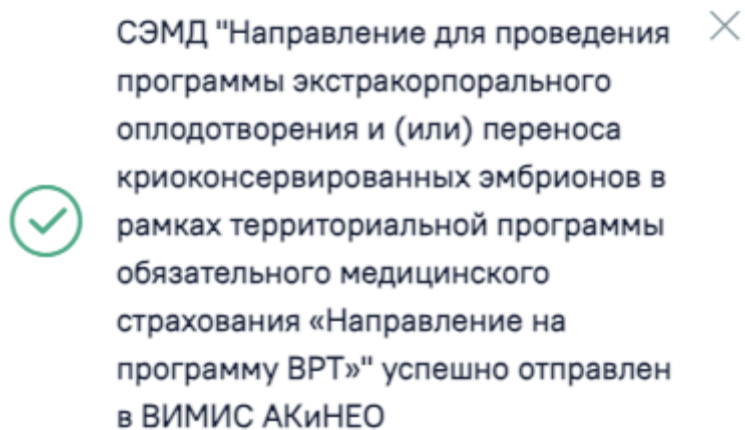 СЭМД "Направление для проведения
программы экстракорпорального
оплодотворения и (или) переноса
криоконсервированных эмбрионов в
рамках территориальной программы
обязательного медицинского
страхования «Направление на
программу ВРТ»" успешно отправлен
в ВИМИС АКиНЕО